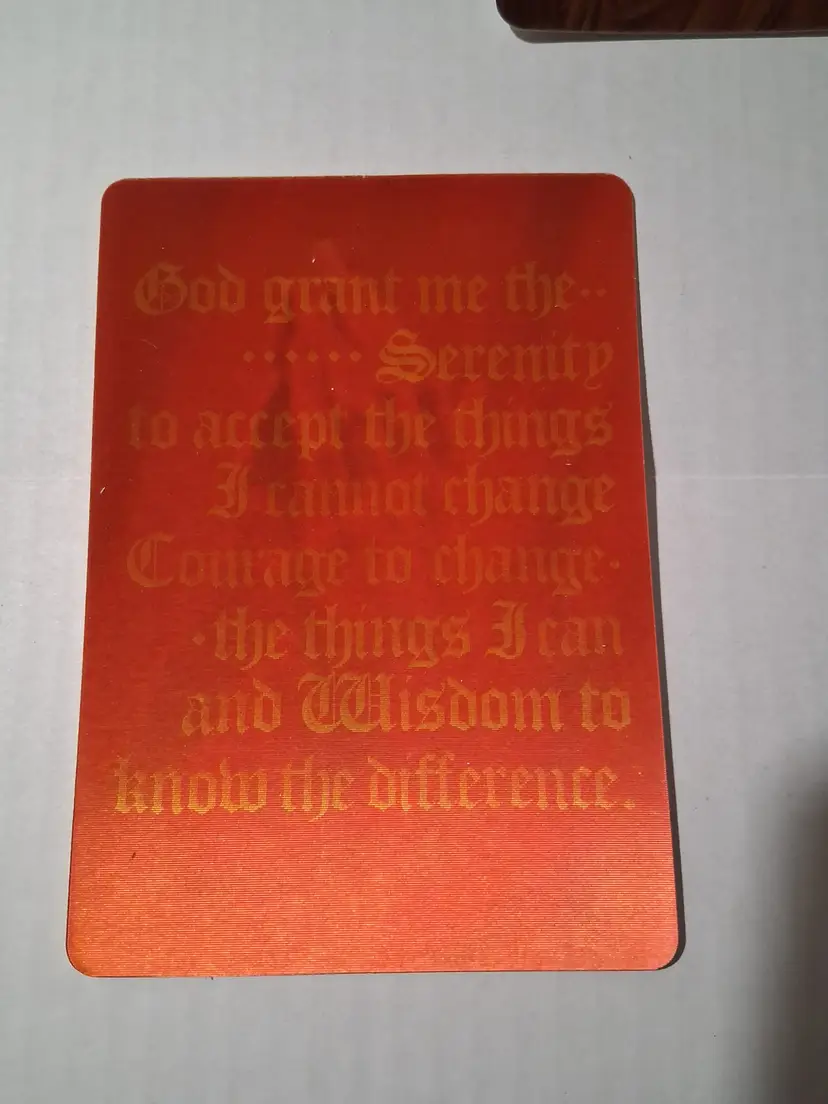 God grant me the··
······ Serenity
to accept the things
I cannot change
Courage to change·
·the things I can
and Wisdom to
know the difference.